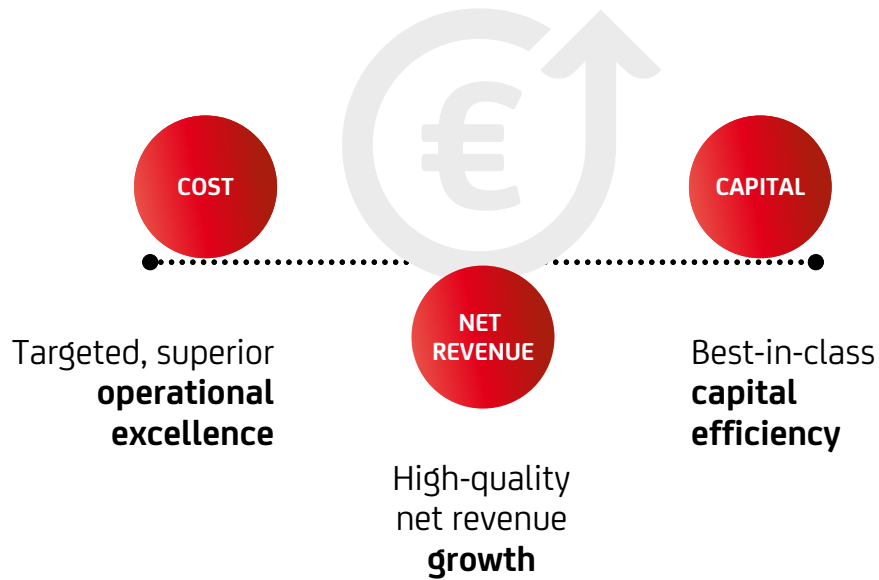 €
COST
Targeted, superior
operational
excellence
NET
REVENUE
High-quality
net revenue
growth
CAPITAL
Best-in-class
capital
efficiency